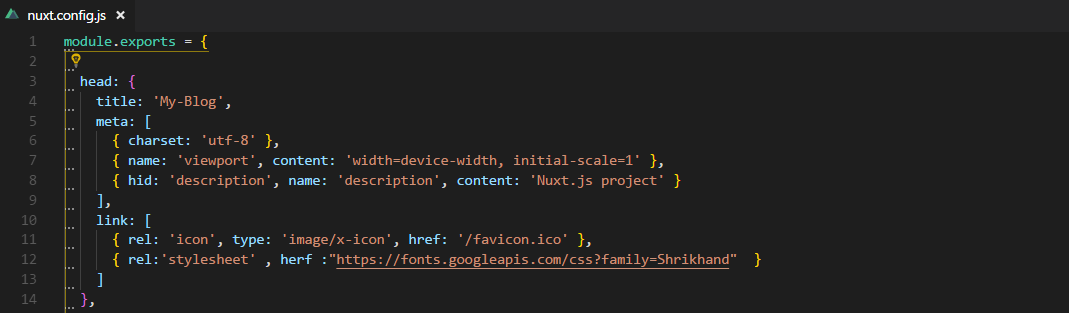 nuxt.config.js ×
1 module.exports = {
2
3 head: {
4 title: 'My-Blog',
5 meta: [
6 { charset: 'utf-8' },
7 { name: 'viewport', content: 'width=device-width, initial-scale=1' },
8 { hid: 'description', name: 'description', content: 'Nuxt.js project' }
9 ],
10 link: [
11 { rel: 'icon', type: 'image/x-icon', href: '/favicon.ico' },
12 { rel:'stylesheet' , herf :"https://fonts.googleapis.com/css?family=Shrikhand"  }
13 ]
14 },